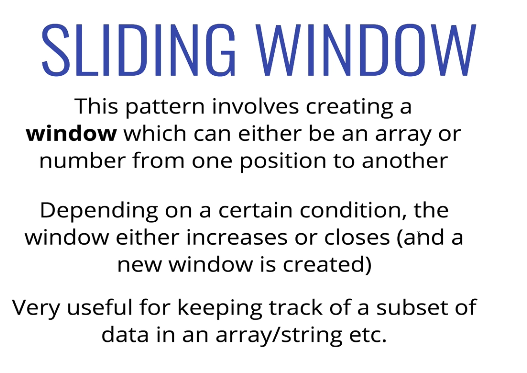 SLIDING WINDOW
This pattern involves creating a
window which can either be an array or
number from one position to another
Depending on a certain condition, the
window either increases or closes (and a
new window is created)
Very useful for keeping track of a subset of
data in an array/string etc.